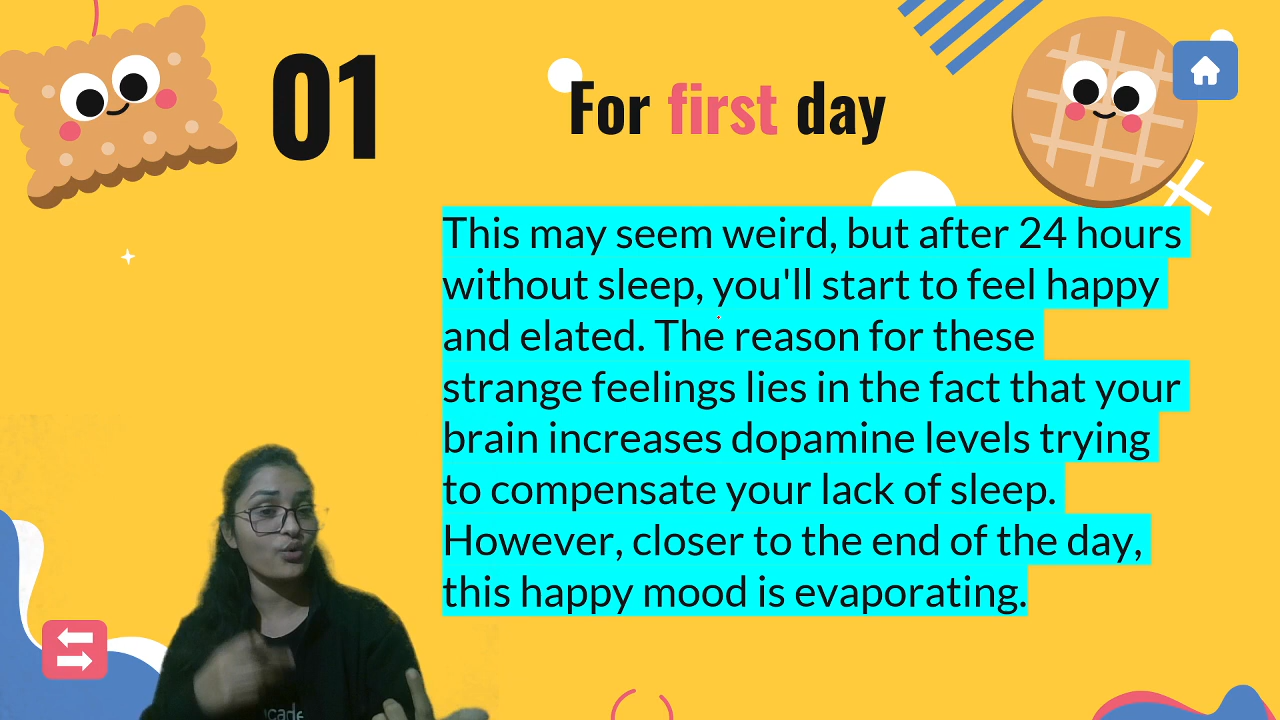 01
For first day
This may seem weird, but after 24 hours
without sleep, you'll start to feel happy
and elated. The reason for these
strange feelings lies in the fact that your
brain increases dopamine levels trying
to compensate your lack of sleep.
However, closer to the end of the day,
this happy mood is evaporating.